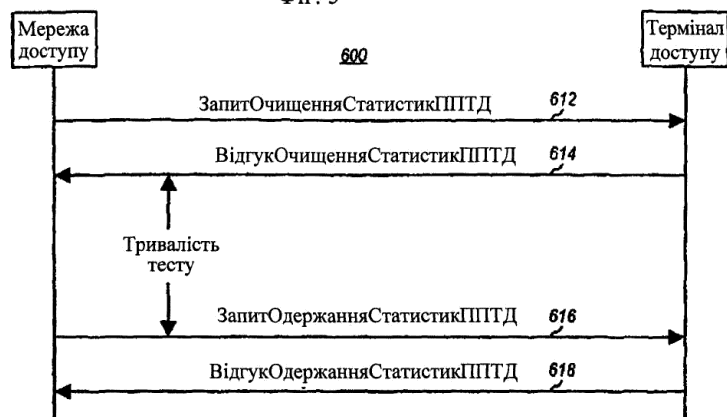 Мережа
доступу
600
Термінал
доступу
ЗапитОчищенняСтатистикППТД 612
ВідгукОчищенняСтатистикППТД 614
Тривалість
тесту
ЗапитОдержанняСтатистикППТД 616
ВідгукОдержанняСтатистикППТД 618